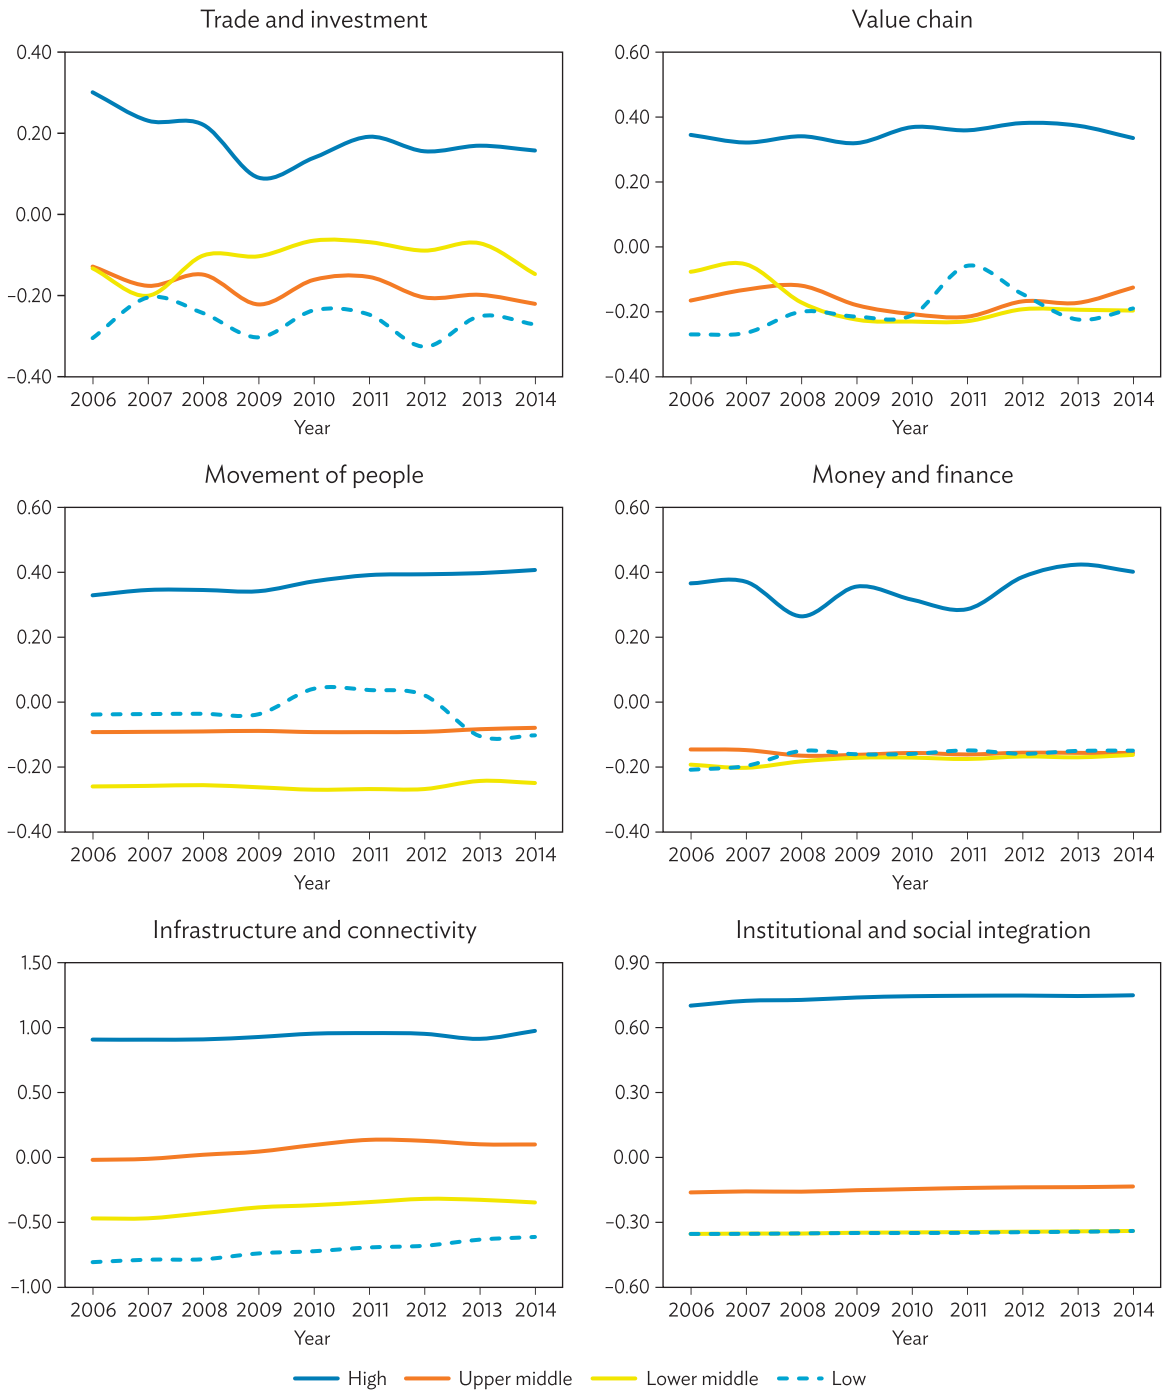 Trade and investment
0.40
0.20
0.00
–0.20
–0.40
2006 2007 2008 2009 2010 2011 2012 2013 2014
Year
Value chain
0.60
0.40
0.20
0.00
–0.20
–0.40
2006 2007 2008 2009 2010 2011 2012 2013 2014
Year
Movement of people
0.60
0.40
0.20
0.00
–0.20
–0.40
2006 2007 2008 2009 2010 2011 2012 2013 2014
Year
Money and finance
0.60
0.40
0.20
0.00
–0.20
–0.40
2006 2007 2008 2009 2010 2011 2012 2013 2014
Year
Infrastructure and connectivity
1.50
1.00
0.50
0.00
–0.50
–1.00
2006 2007 2008 2009 2010 2011 2012 2013 2014
Year
Institutional and social integration
0.90
0.60
0.30
0.00
–0.30
–0.60
2006 2007 2008 2009 2010 2011 2012 2013 2014
Year
High Upper middle Lower middle Low